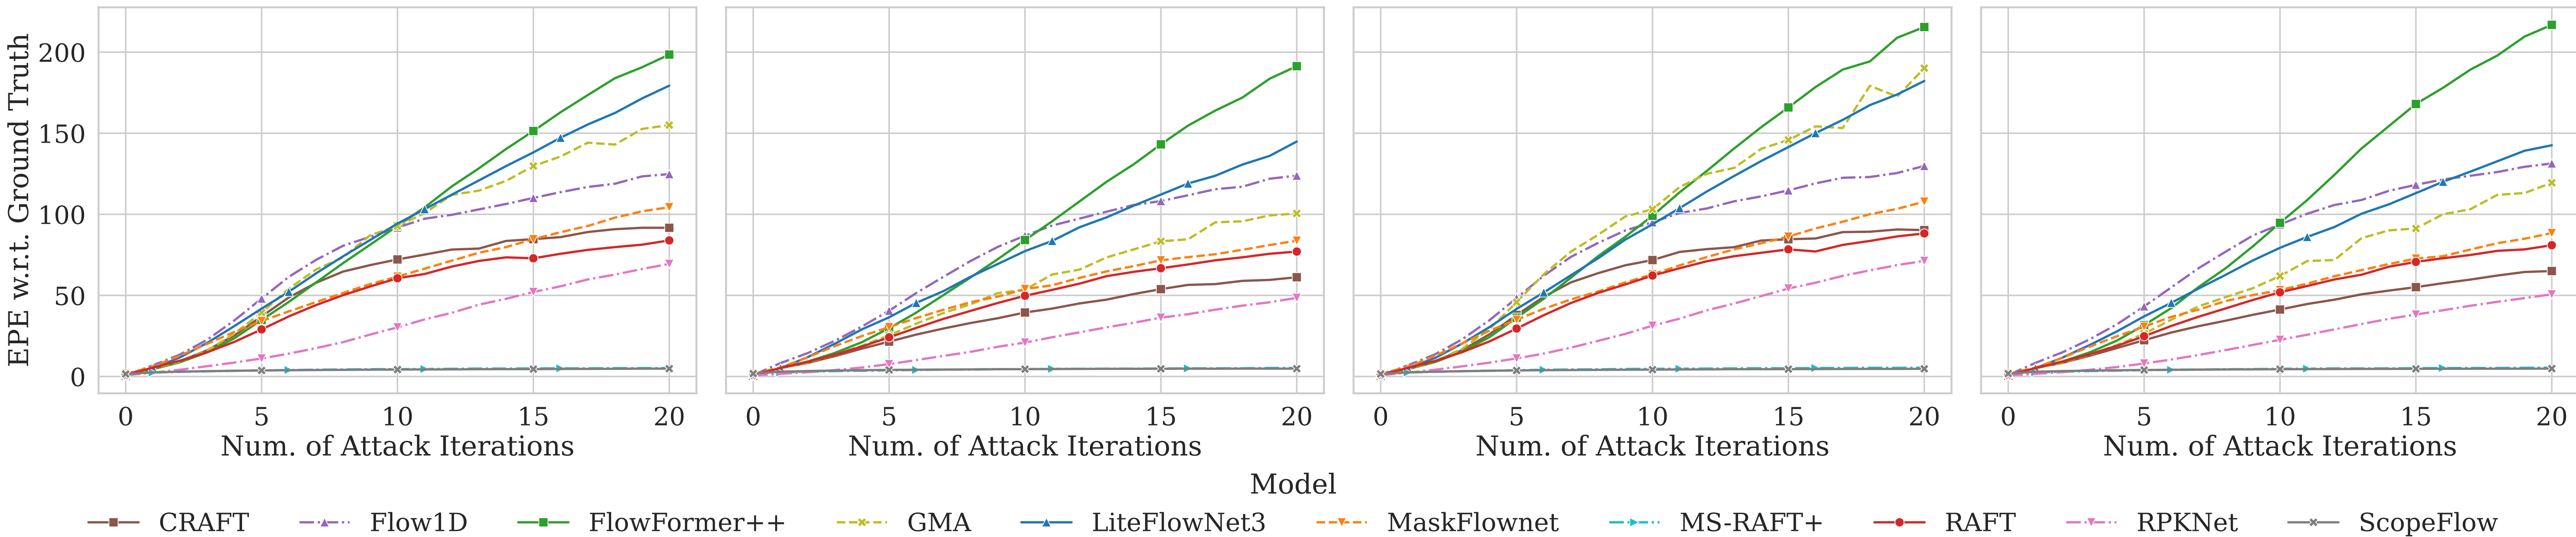 EPE w.r.t. Ground Truth
200
150
100
50
0
0 5 10 15 20
Num. of Attack Iterations
0 5 10 15 20
Num. of Attack Iterations
0 5 10 15 20
Num. of Attack Iterations
0 5 10 15 20
Num. of Attack Iterations
Model
CRAFT Flow1D FlowFormer++ GMA LiteFlowNet3 MaskFlownet MS-RAFT+ RAFT RPKNet ScopeFlow